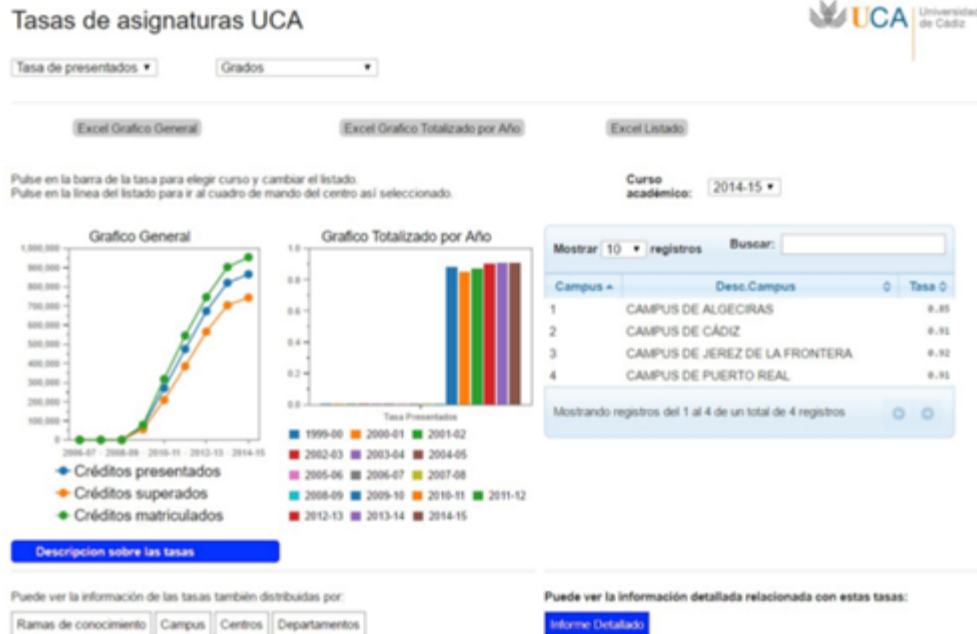 Tasas de asignaturas UCA
UCA Universidad de Cádiz
Tasa de presentados
Grados
Excel Grafico General
Excel Grafico Totalizado por Año
Excel Listado
Pulse en la barra de la tasa para elegir curso y cambiar el listado.
Pulse en la línea del listado para ir al cuadro de mando del centro así seleccionado.
Curso académico: 2014-15
Grafico General
1,000,000
900,000
800,000
700,000
600,000
500,000
400,000
300,000
200,000
100,000
0
2006-07 2008-09 2010-11 2012-13 2014-15
Créditos presentados
Créditos superados
Créditos matriculados
Grafico Totalizado por Año
1.0
0.8
0.6
0.4
0.2
0.0
Tasa Presentados
1999-00 2000-01 2001-02
2002-03 2003-04 2004-05
2005-06 2006-07 2007-08
2008-09 2009-10 2010-11 2011-12
2012-13 2013-14 2014-15
Mostrar 10 registros Buscar:
Campus Desc.Campus Tasa
1 CAMPUS DE ALGECIRAS 0.85
2 CAMPUS DE CÁDIZ 0.91
3 CAMPUS DE JEREZ DE LA FRONTERA 0.92
4 CAMPUS DE PUERTO REAL 0.91
Mostrando registros del 1 al 4 de un total de 4 registros
Descripcion sobre las tasas
Puede ver la información de las tasas también distribuidas por:
Ramas de conocimiento Campus Centros Departamentos
Puede ver la información detallada relacionada con estas tasas:
Informe Detallado